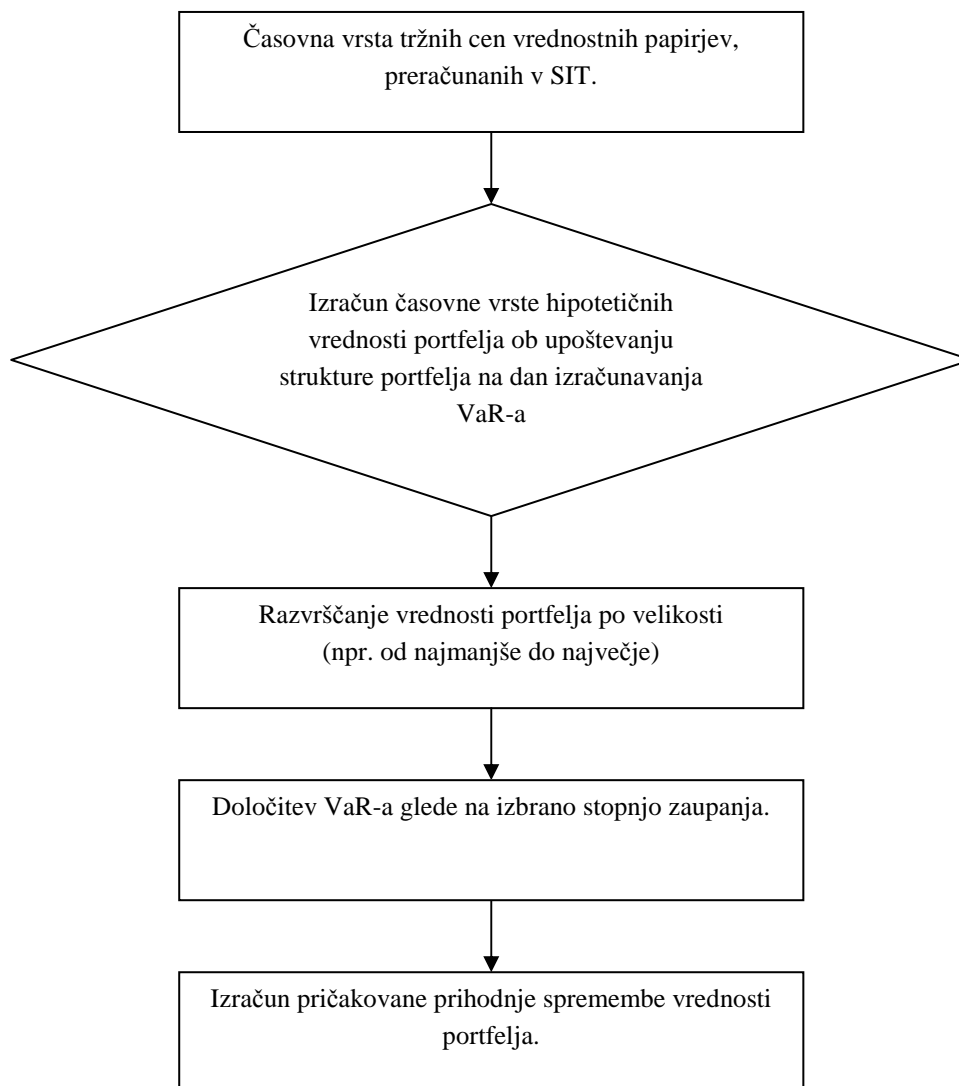 Časovna vrsta tržnih cen vrednostnih papirjev,
preračunanih v SIT.
Izračun časovne vrste hipotetičnih
vrednosti portfelja ob upoštevanju
strukture portfelja na dan izračunavanja
VaR-a
Razvrščanje vrednosti portfelja po velikosti
(npr. od najmanjše do največje)
Določitev VaR-a glede na izbrano stopnjo zaupanja.
Izračun pričakovane prihodnje spremembe vrednosti
portfelja.